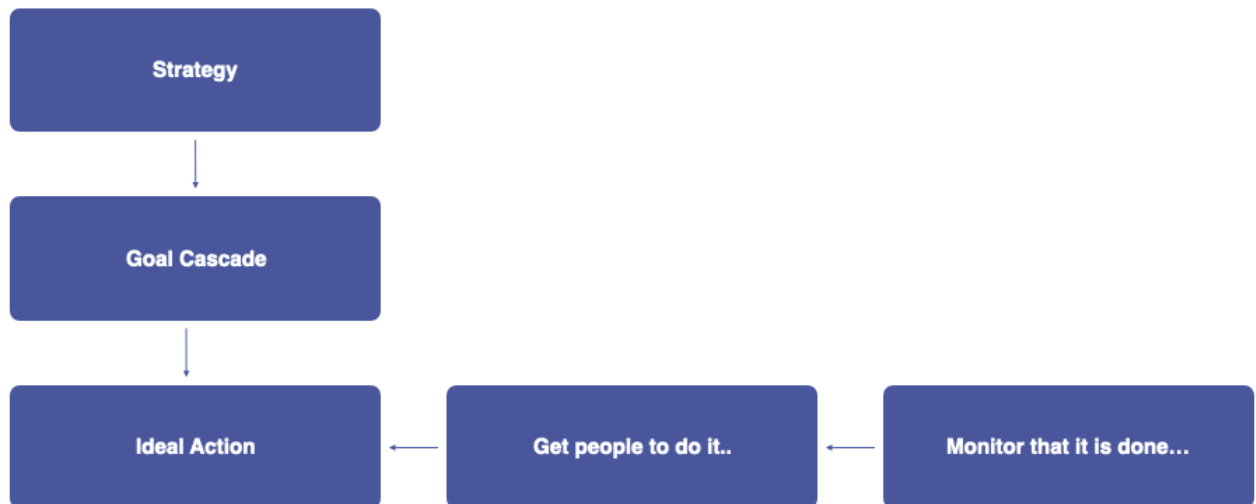 Strategy
Goal Cascade
Ideal Action
Get people to do it..
Monitor that it is done...